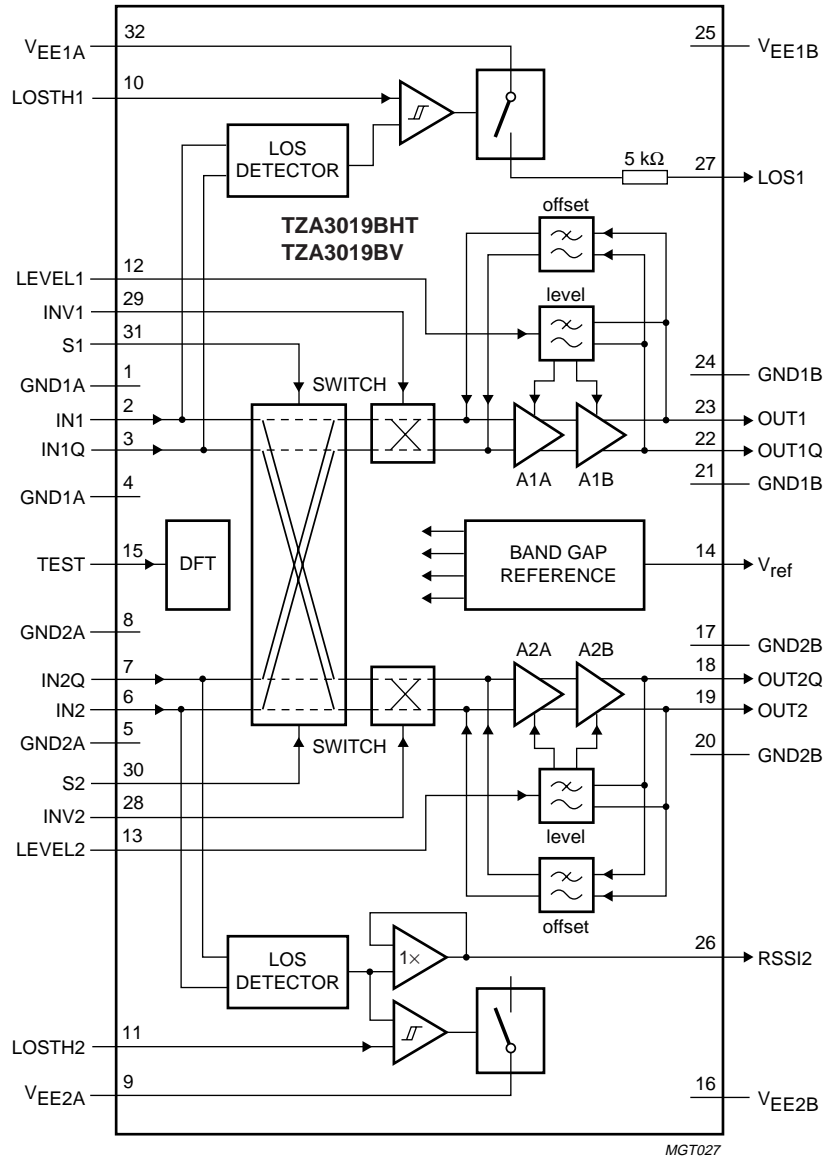 VEE1A 32 25 VEE1B
LOSTH1 10
LOS
DETECTOR
5 kΩ 27 LOS1
TZA3019BHT
TZA3019BV
offset
LEVEL1 12
level
INV1 29
S1 31
24 GND1B
GND1A 1
SWITCH
IN1 2 23 OUT1
IN1Q 3 22 OUT1Q
A1A A1B
21 GND1B
GND1A 4
TEST 15 DFT
BAND GAP
REFERENCE
14 Vref
GND2A 8
17 GND2B
A2A A2B
IN2Q 7 18 OUT2Q
IN2 6 19 OUT2
GND2A 5
SWITCH
20 GND2B
S2 30
INV2 28
level
LEVEL2 13
offset
LOS
DETECTOR
1×
26 RSSI2
LOSTH2 11
VEE2A 9 16 VEE2B
MGT027